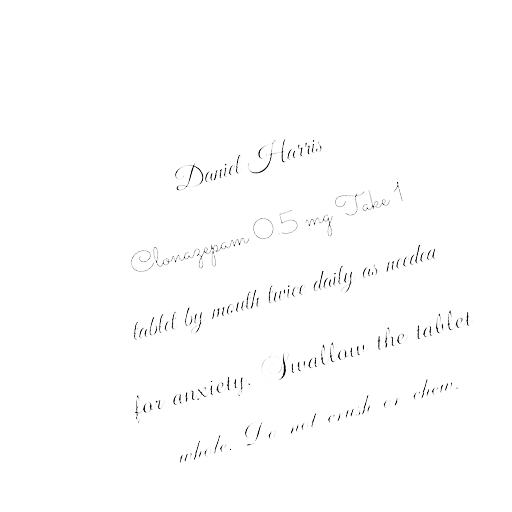 Daniel Harris
Clonazepam 0.5 mg Take 1
tablet by mouth twice daily as needed
for anxiety. Swallow the tablet
whole. Do not crush or chew.